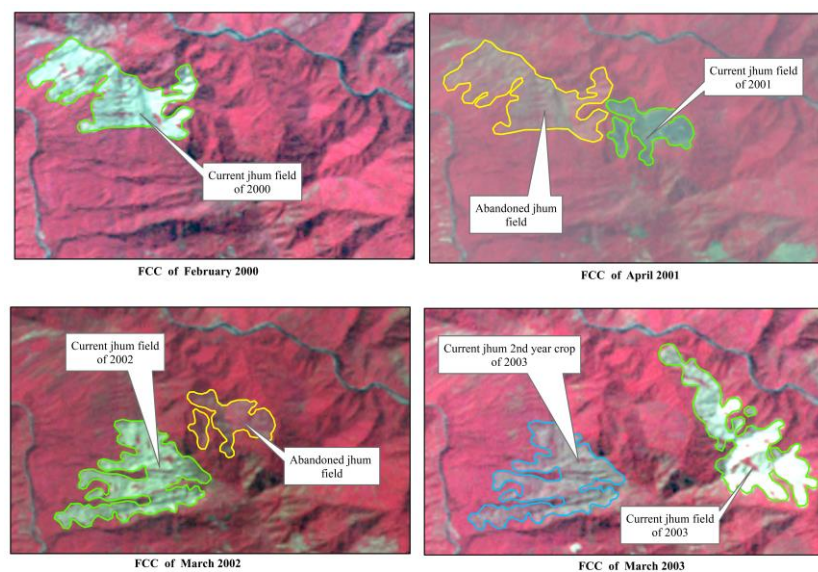 Current jhum field
of 2000
FCC of February 2000
Current jhum field
of 2001
Abandoned jhum
field
FCC of April 2001
Current jhum field
of 2002
Abandoned jhum
field
FCC of March 2002
Current jhum 2nd year crop
of 2003
Current jhum field of
2003
FCC of March 2003